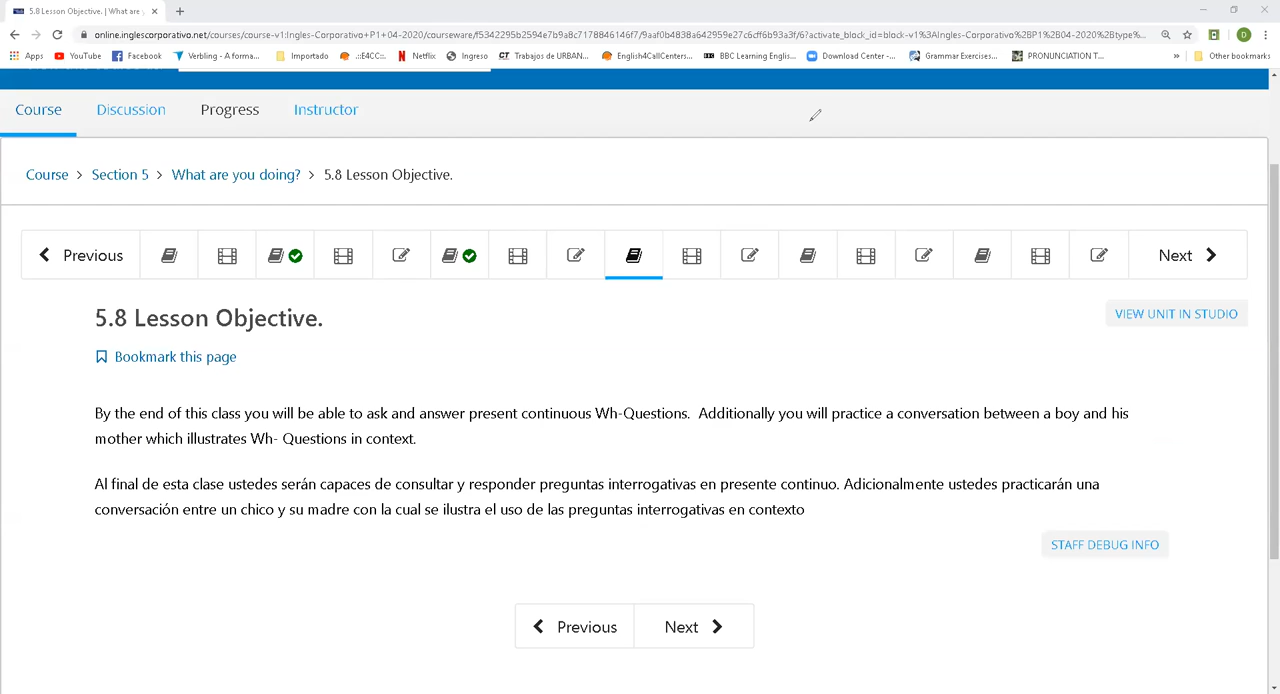 5.8 Lesson Objective. | What are
online.inglescorporativo.net/courses/course-v1:Ingles-Corporativo+P1+04-2020/courseware/f5342295b2594e7b9a8c7178846146f7/9aaf0b4838a642959e27c6cff6b93a3f/6?activate_block_id=block-v1%3AIngles-Corporativo%2BP1%2B04-2020%2Btype%...
Apps YouTube Facebook Verbling - A forma... Importado .::E4CC::. Netflix Ingreso Trabajos de URBAN... English4CallCenters... BBC Learning Englis... Download Center -... Grammar Exercises... PRONUNCIATION T... » Other bookmarks
Course Discussion Progress Instructor
Course > Section 5 > What are you doing? > 5.8 Lesson Objective.
Previous Next
5.8 Lesson Objective.
VIEW UNIT IN STUDIO
Bookmark this page
By the end of this class you will be able to ask and answer present continuous Wh-Questions. Additionally you will practice a conversation between a boy and his
mother which illustrates Wh- Questions in context.
Al final de esta clase ustedes serán capaces de consultar y responder preguntas interrogativas en presente continuo. Adicionalmente ustedes practicarán una
conversación entre un chico y su madre con la cual se ilustra el uso de las preguntas interrogativas en contexto
STAFF DEBUG INFO
Previous Next